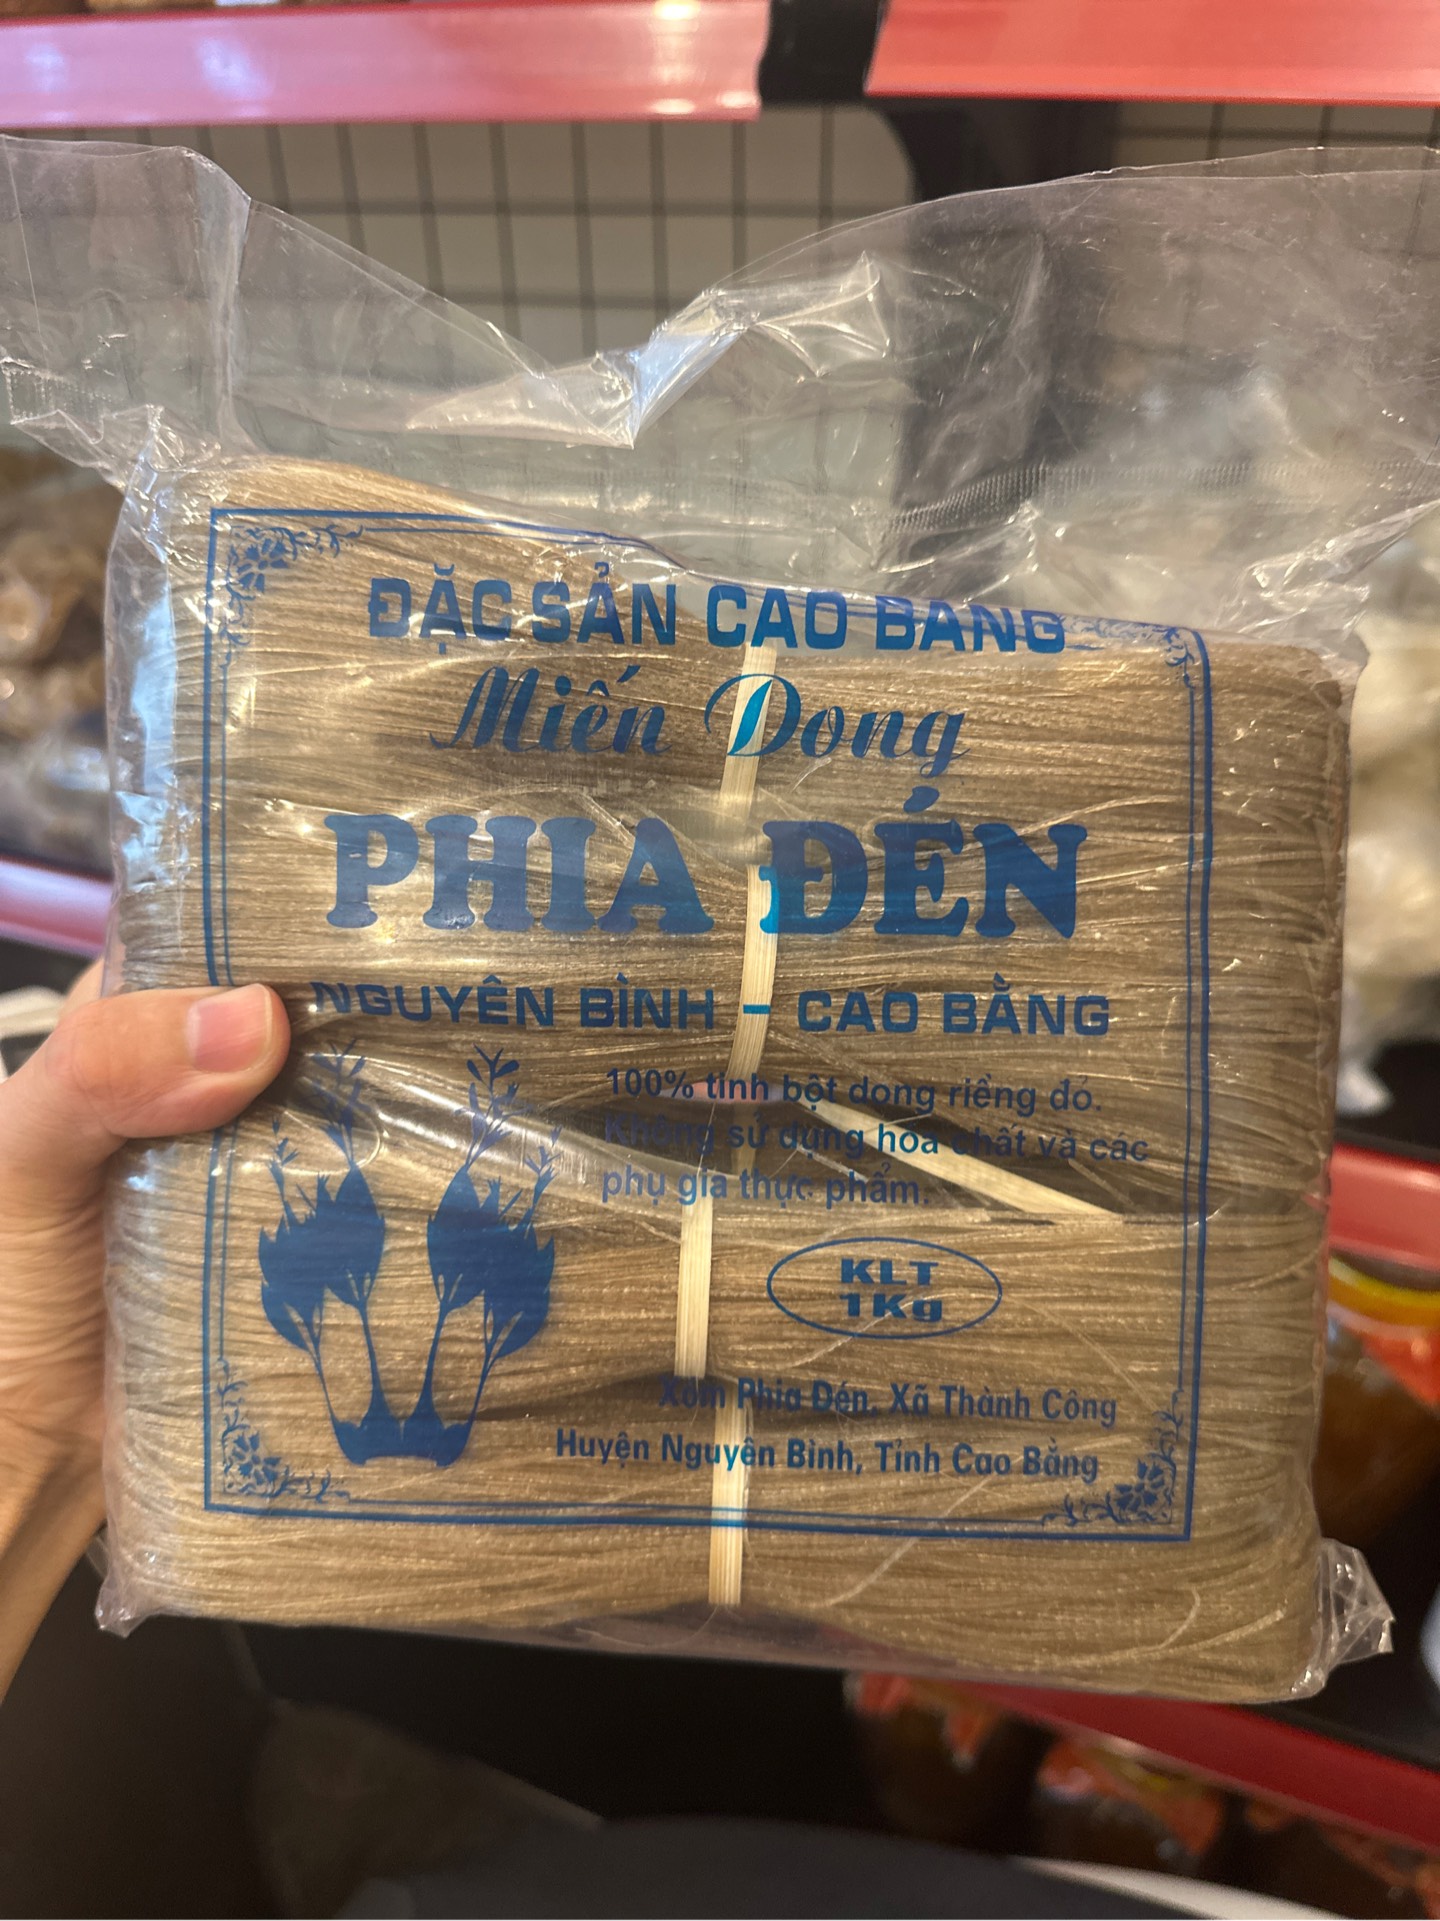 ĐẶC SẢN CAO BẰNG
Miến Dong
PHIA ĐÉN
NGUYÊN BÌNH - CAO BẰNG
100% tinh bột dong riềng đỏ.
Không sử dụng hóa chất và các
phụ gia thực phẩm.
KLT
1Kg
Xóm Phia Đén, Xã Thành Công
Huyện Nguyên Bình, Tỉnh Cao Bằng